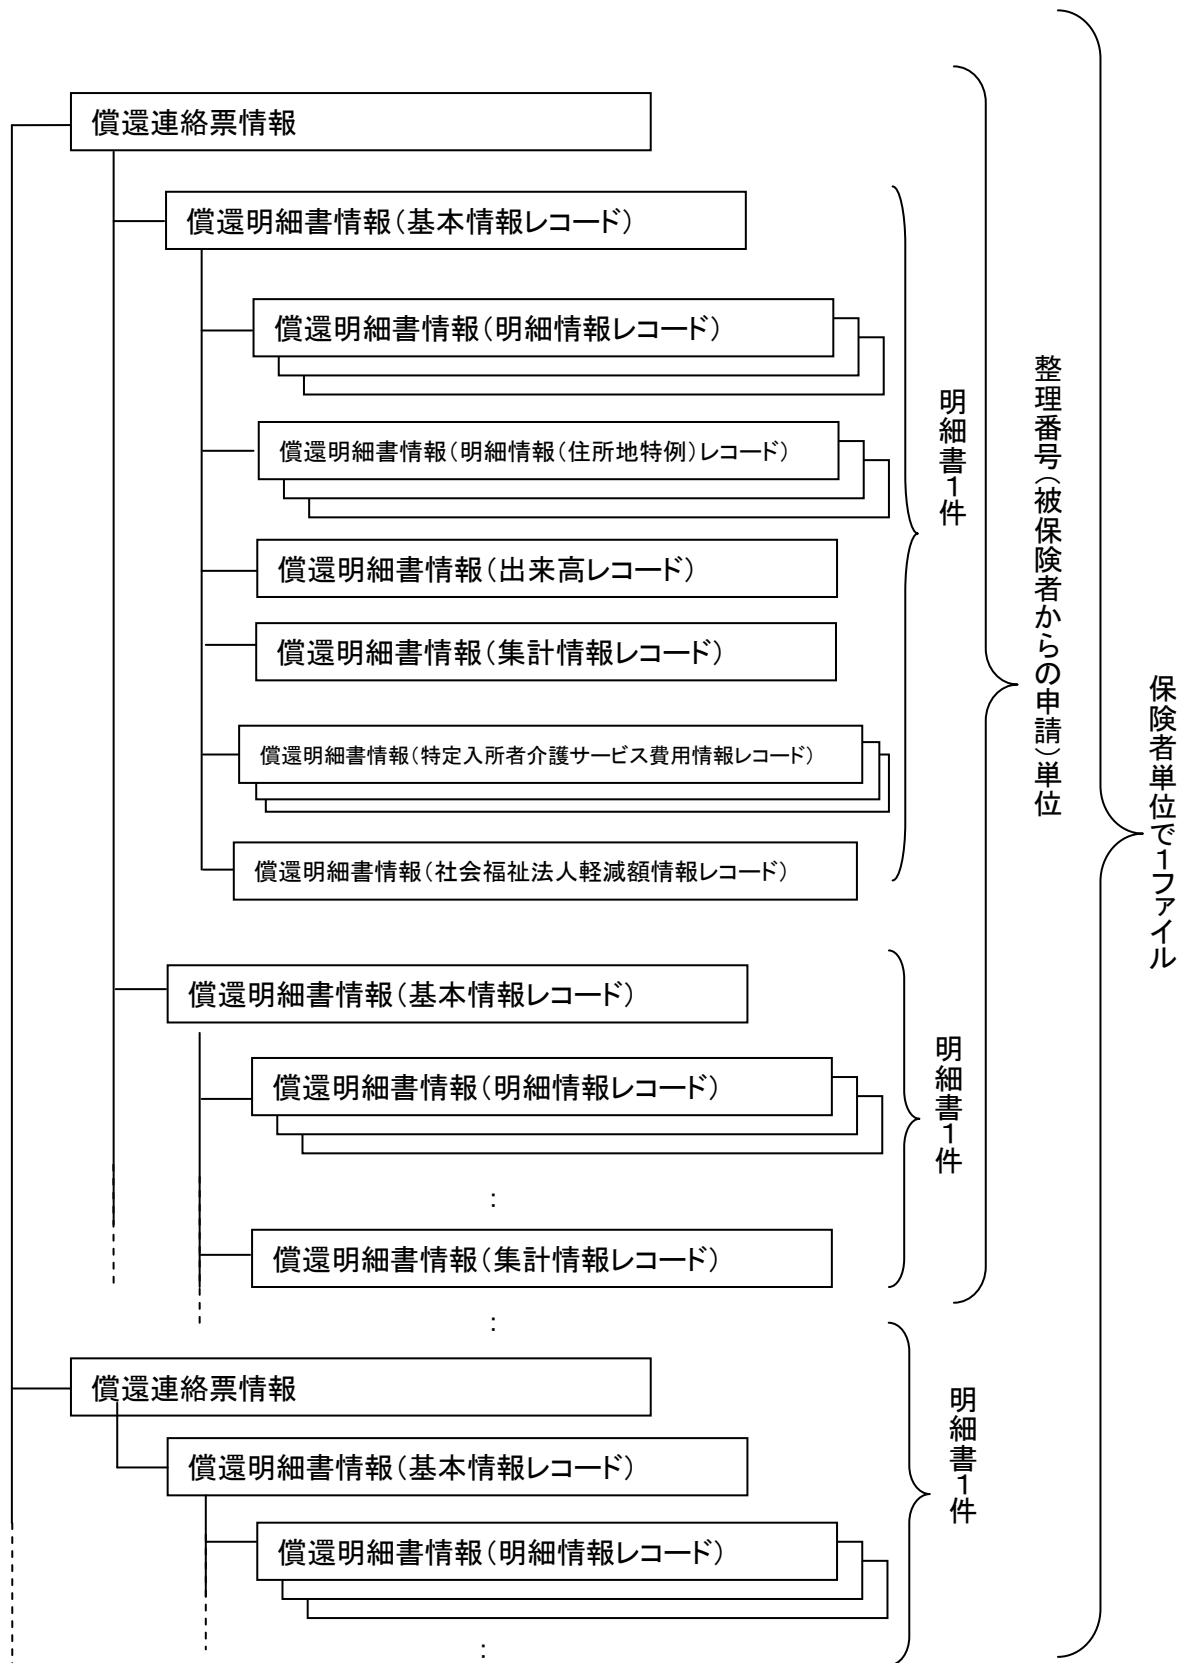 償還連絡票情報
償還明細書情報(基本情報レコード)
償還明細書情報(明細情報レコード)
償還明細書情報(明細情報(住所地特例)レコード)
償還明細書情報(出来高レコード)
償還明細書情報(集計情報レコード)
償還明細書情報(特定入所者介護サービス費用情報レコード)
償還明細書情報(社会福祉法人軽減額情報レコード)
明細書1件
償還明細書情報(基本情報レコード)
償還明細書情報(明細情報レコード)
:
償還明細書情報(集計情報レコード)
明細書1件
:
整理番号(被保険者からの申請)単位
償還連絡票情報
償還明細書情報(基本情報レコード)
償還明細書情報(明細情報レコード)
:
明細書1件
保険者単位で1ファイル